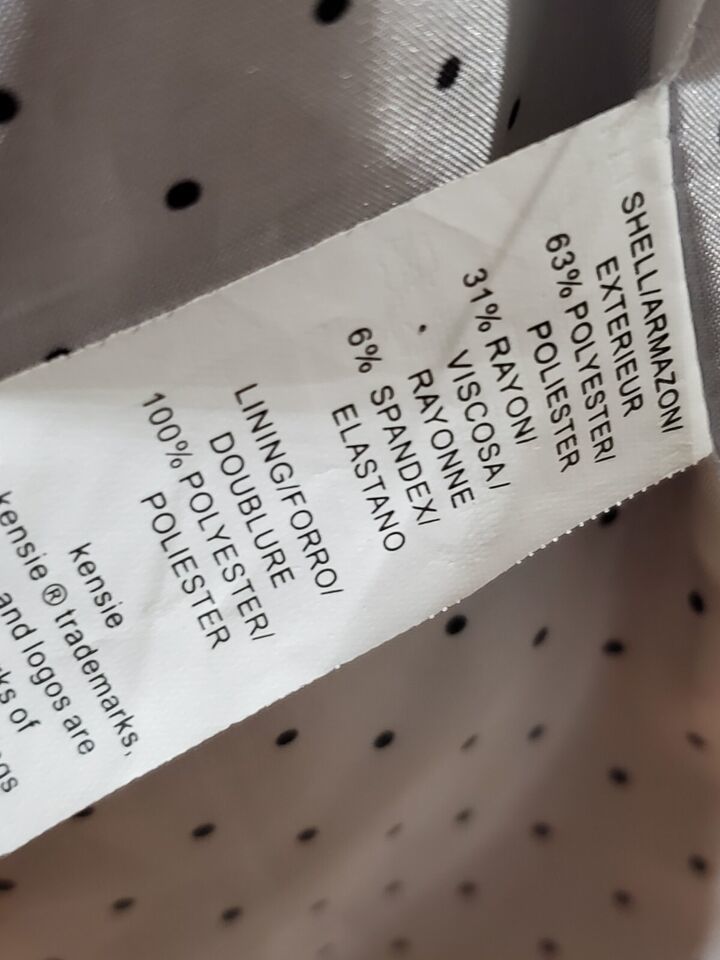 SHELL/ARMAZON/
EXTERIEUR
63% POLYESTER/
POLIESTER
31% RAYON/
VISCOSA/
RAYONNE
6% SPANDEX/
ELASTANO
LINING/FORRO/
DOUBLURE
100% POLYESTER/
POLIESTER
kensie
kensie ® trademarks,
and logos are
of